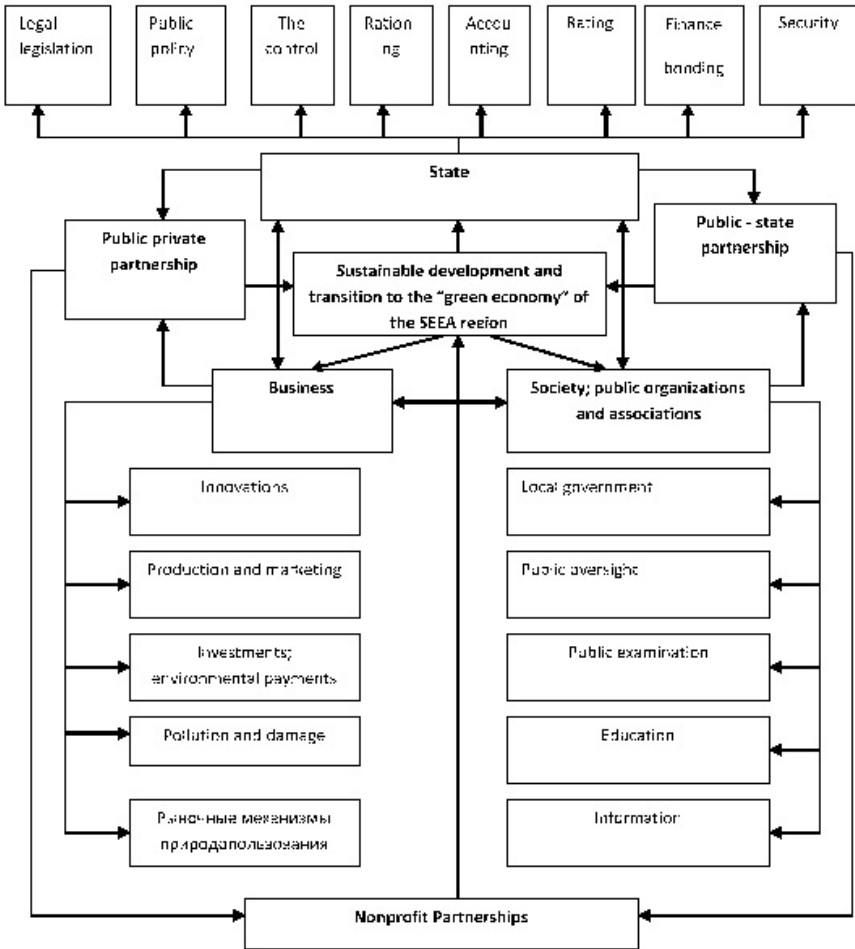 Legal
legislation
Public
policy
The
control
Ration
ng
Accou
nting
Rating
Finance
bonding
Security
State
Public private
partnership
Public - state
partnership
Sustainable development and
transition to the “green economy” of
the SEEA region
Business
Society; public organizations
and associations
Innovations
Local government
Production and marketing
Public oversight
Investments;
environmental payments
Public examination
Pollution and damage
Education
Рыночные механизмы
природапользования
Information
Nonprofit Partnerships